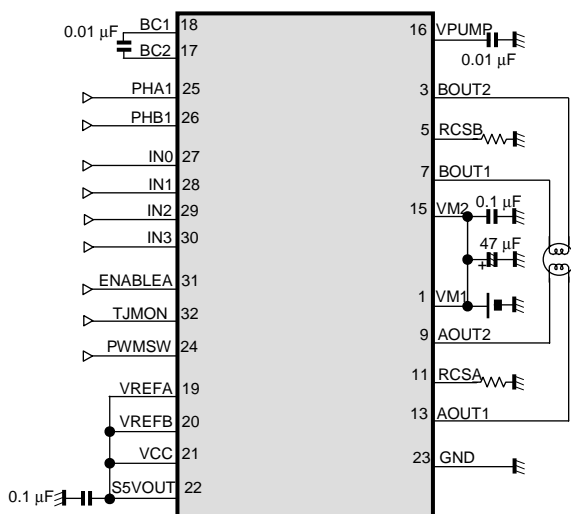 BC1 18
0.01 μF
BC2 17
PHA1 25
PHB1 26
IN0 27
IN1 28
IN2 29
IN3 30
ENABLEA 31
TJMON 32
PWMSW 24
VREFA 19
VREFB 20
VCC 21
0.1 μF
S5VOUT 22
16 VPUMP
0.01 μF
3 BOUT2
5 RCSB
7 BOUT1
15 VM2
0.1 μF
47 μF
+
1 VM1
9 AOUT2
11 RCSA
13 AOUT1
23 GND